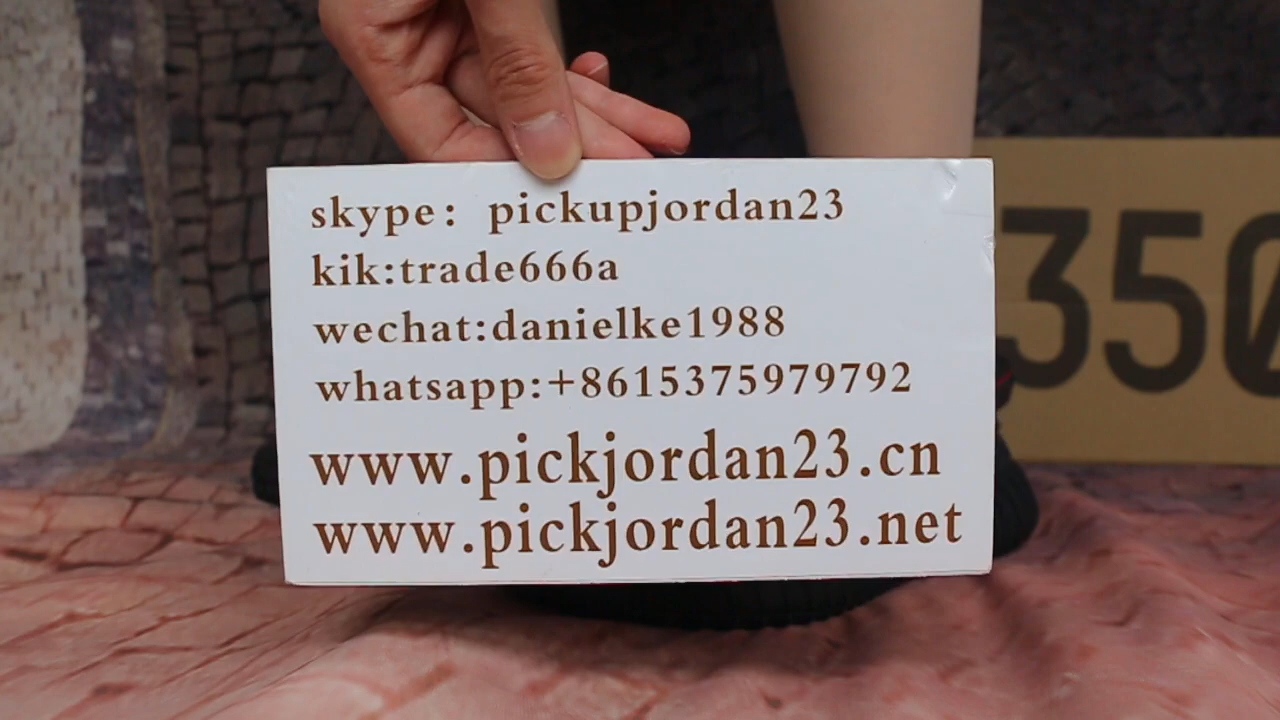 skype: pickupjordan23
kik:trade666a
wechat:danielke1988
whatsapp:+8615375979792
www.pickjordan23.cn
www.pickjordan23.net
350